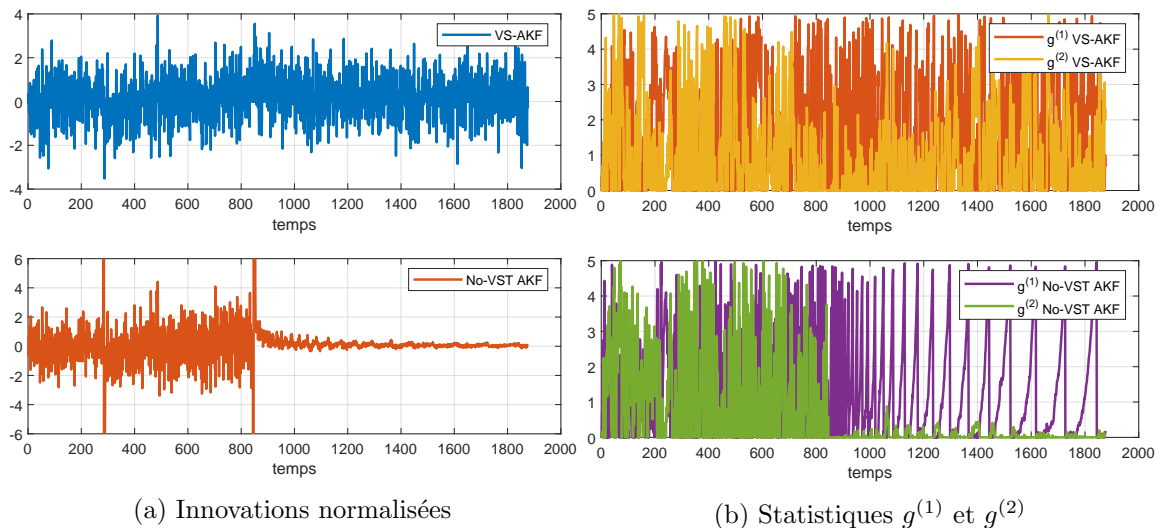 4
2
0
-2
-4
VS-AKF
0 200 400 600 800 1000 1200 1400 1600 1800 2000
temps
5
4
3
2
1
0
g(1) VS-AKF
g(2) VS-AKF
0 200 400 600 800 1000 1200 1400 1600 1800 2000
temps
6
4
2
0
-2
-4
-6
No-VST AKF
0 200 400 600 800 1000 1200 1400 1600 1800 2000
temps
5
4
3
2
1
0
g(1) No-VST AKF
g(2) No-VST AKF
0 200 400 600 800 1000 1200 1400 1600 1800 2000
temps
(a) Innovations normalisées
(b) Statistiques g(1) et g(2)